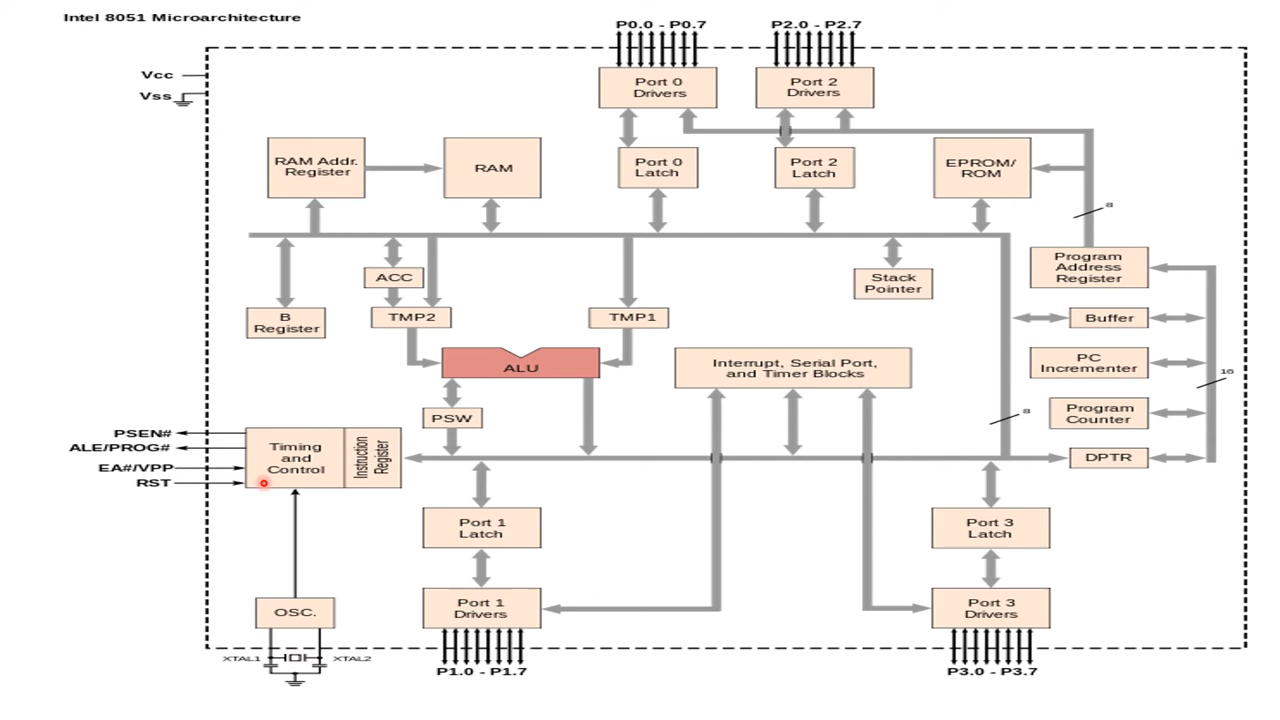 Intel 8051 Microarchitecture
P0.0 - P0.7
P2.0 - P2.7
Vcc
Vss
Port 0
Drivers
Port 2
Drivers
RAM Addr.
Register
RAM
Port 0
Latch
Port 2
Latch
EPROM/
ROM
8
Program
Address
Register
ACC
Stack
Pointer
B
Register
TMP2
TMP1
Buffer
ALU
Interrupt, Serial Port,
and Timer Blocks
PC
Incrementer
16
PSW
8
Program
Counter
PSEN#
ALE/PROG#
EA#/VPP
RST
Timing
and
Control
Instruction
Register
DPTR
Port 1
Latch
Port 3
Latch
OSC.
Port 1
Drivers
Port 3
Drivers
XTAL1
XTAL2
P1.0 - P1.7
P3.0 - P3.7